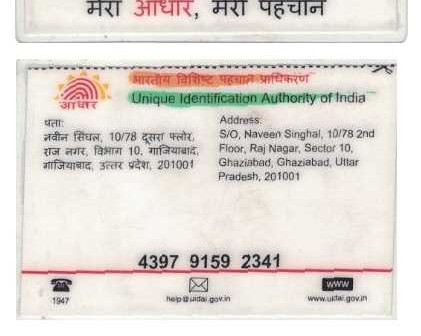 मेरा आधार, मेरी पहचान
भारतीय विशिष्ट पहचान प्राधिकरण
Unique Identification Authority of India
आधार
पता:
नवीन सिंघल, 10/78 दूसरा फ्लोर,
राज नगर, विभाग 10, गाजियाबाद,
गाजियाबाद, उत्तर प्रदेश, 201001
Address:
S/O, Naveen Singhal, 10/78 2nd
Floor, Raj Nagar, Sector 10,
Ghaziabad, Ghaziabad, Uttar
Pradesh, 201001
4397 9159 2341
1947
help@uidai.gov.in
WWW
www.uidai.gov.in